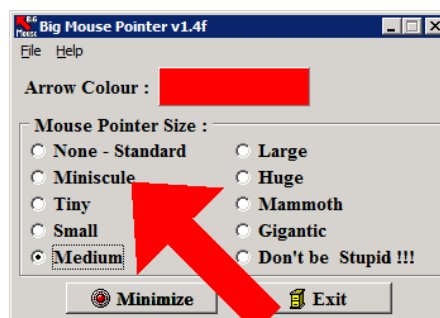 Big Mouse Pointer v1.4f
File Help
Arrow Colour :
Mouse Pointer Size :
None - Standard
Miniscule
Tiny
Small
Medium
Large
Huge
Mammoth
Gigantic
Don't be Stupid !!!
Minimize
Exit